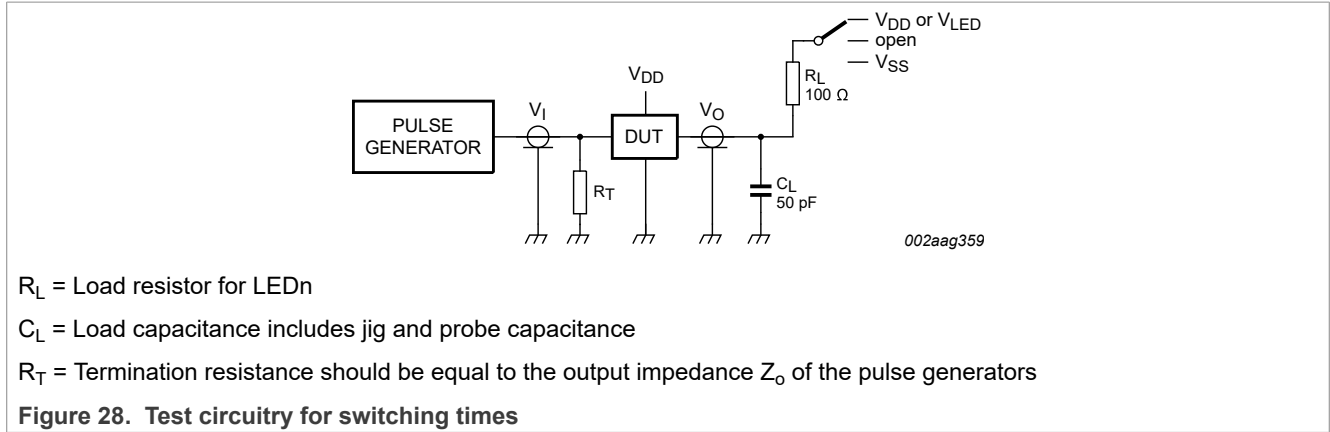 V_DD or V_LED
open
V_SS
R_L
100 Ω
V_DD
V_I
V_O
PULSE
GENERATOR
DUT
R_T
C_L
50 pF
002aag359
R_L = Load resistor for LEDn
C_L = Load capacitance includes jig and probe capacitance
R_T = Termination resistance should be equal to the output impedance Z_o of the pulse generators
Figure 28. Test circuitry for switching times